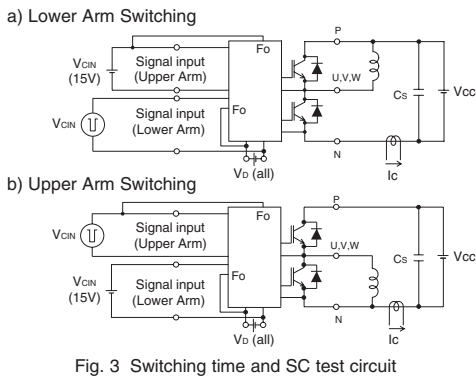 a) Lower Arm Switching
VCIN
(15V)
Signal input
(Upper Arm)
Fo
P
VCIN
Signal input
(Lower Arm)
Fo
U,V,W
CS
Vcc
VD (all)
N
Ic
b) Upper Arm Switching
VCIN
Signal input
(Upper Arm)
Fo
P
VCIN
(15V)
Signal input
(Lower Arm)
Fo
U,V,W
CS
Vcc
VD (all)
N
Ic
Fig. 3 Switching time and SC test circuit